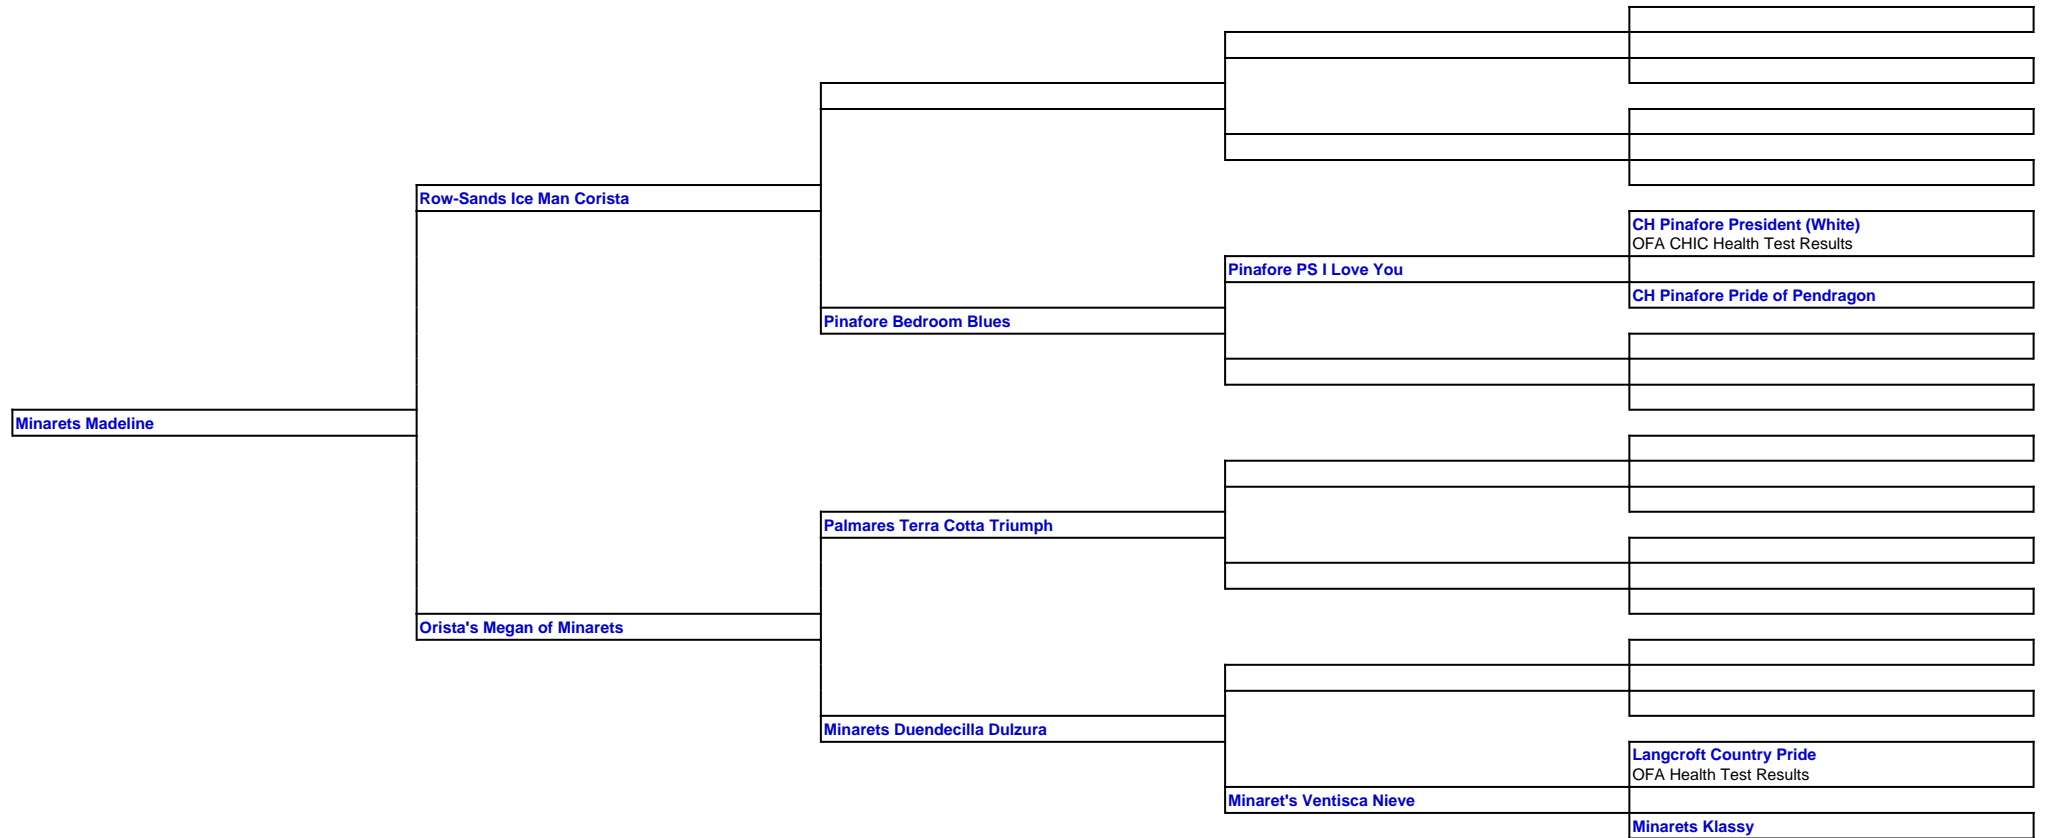 Row-Sands Ice Man Corista
CH Pinafore President (White)
OFA CHIC Health Test Results
Pinafore PS I Love You
CH Pinafore Pride of Pendragon
Pinafore Bedroom Blues
Minarets Madeline
Palmares Terra Cotta Triumph
Orista's Megan of Minarets
Minarets Duendecilla Dulzura
Langcroft Country Pride
OFA Health Test Results
Minaret's Ventisca Nieve
Minarets Klassy